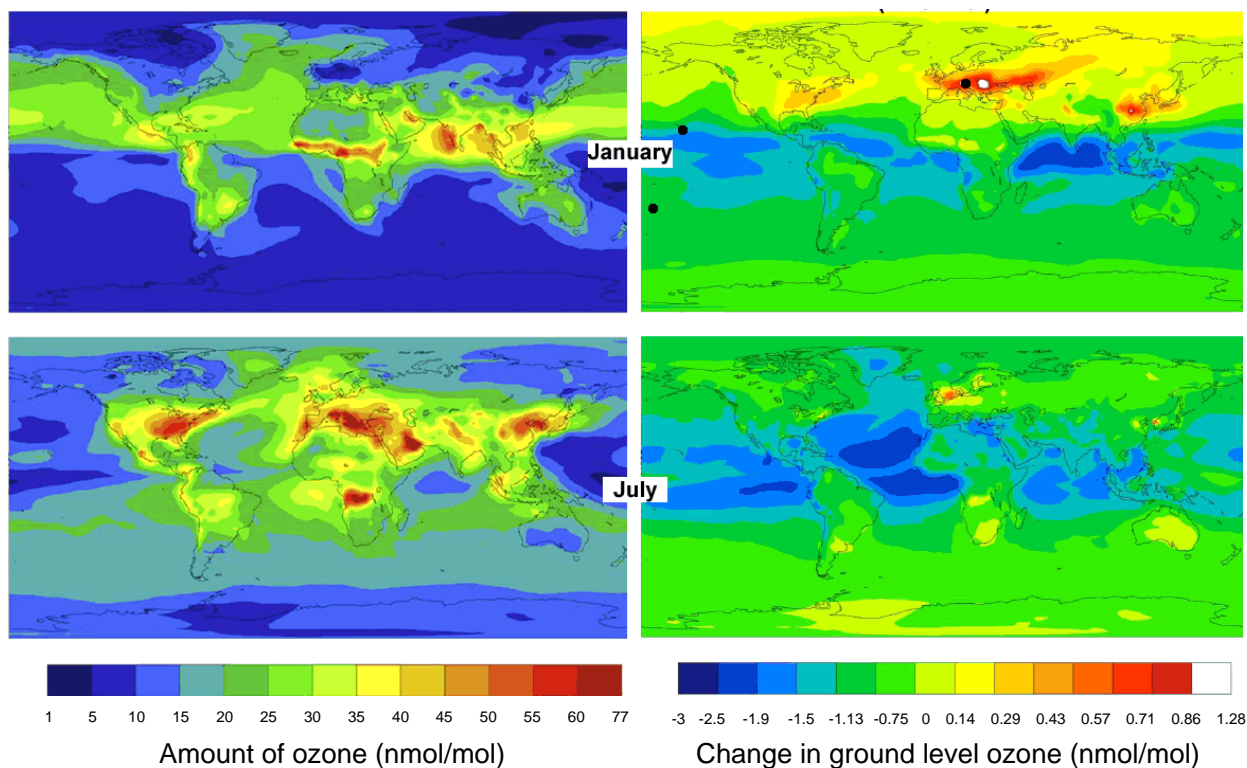 January
July
1 5 10 15 20 25 30 35 40 45 50 55 60 77
-3 -2.5 -1.9 -1.5 -1.13 -0.75 0 0.14 0.29 0.43 0.57 0.71 0.86 1.28
Amount of ozone (nmol/mol)
Change in ground level ozone (nmol/mol)